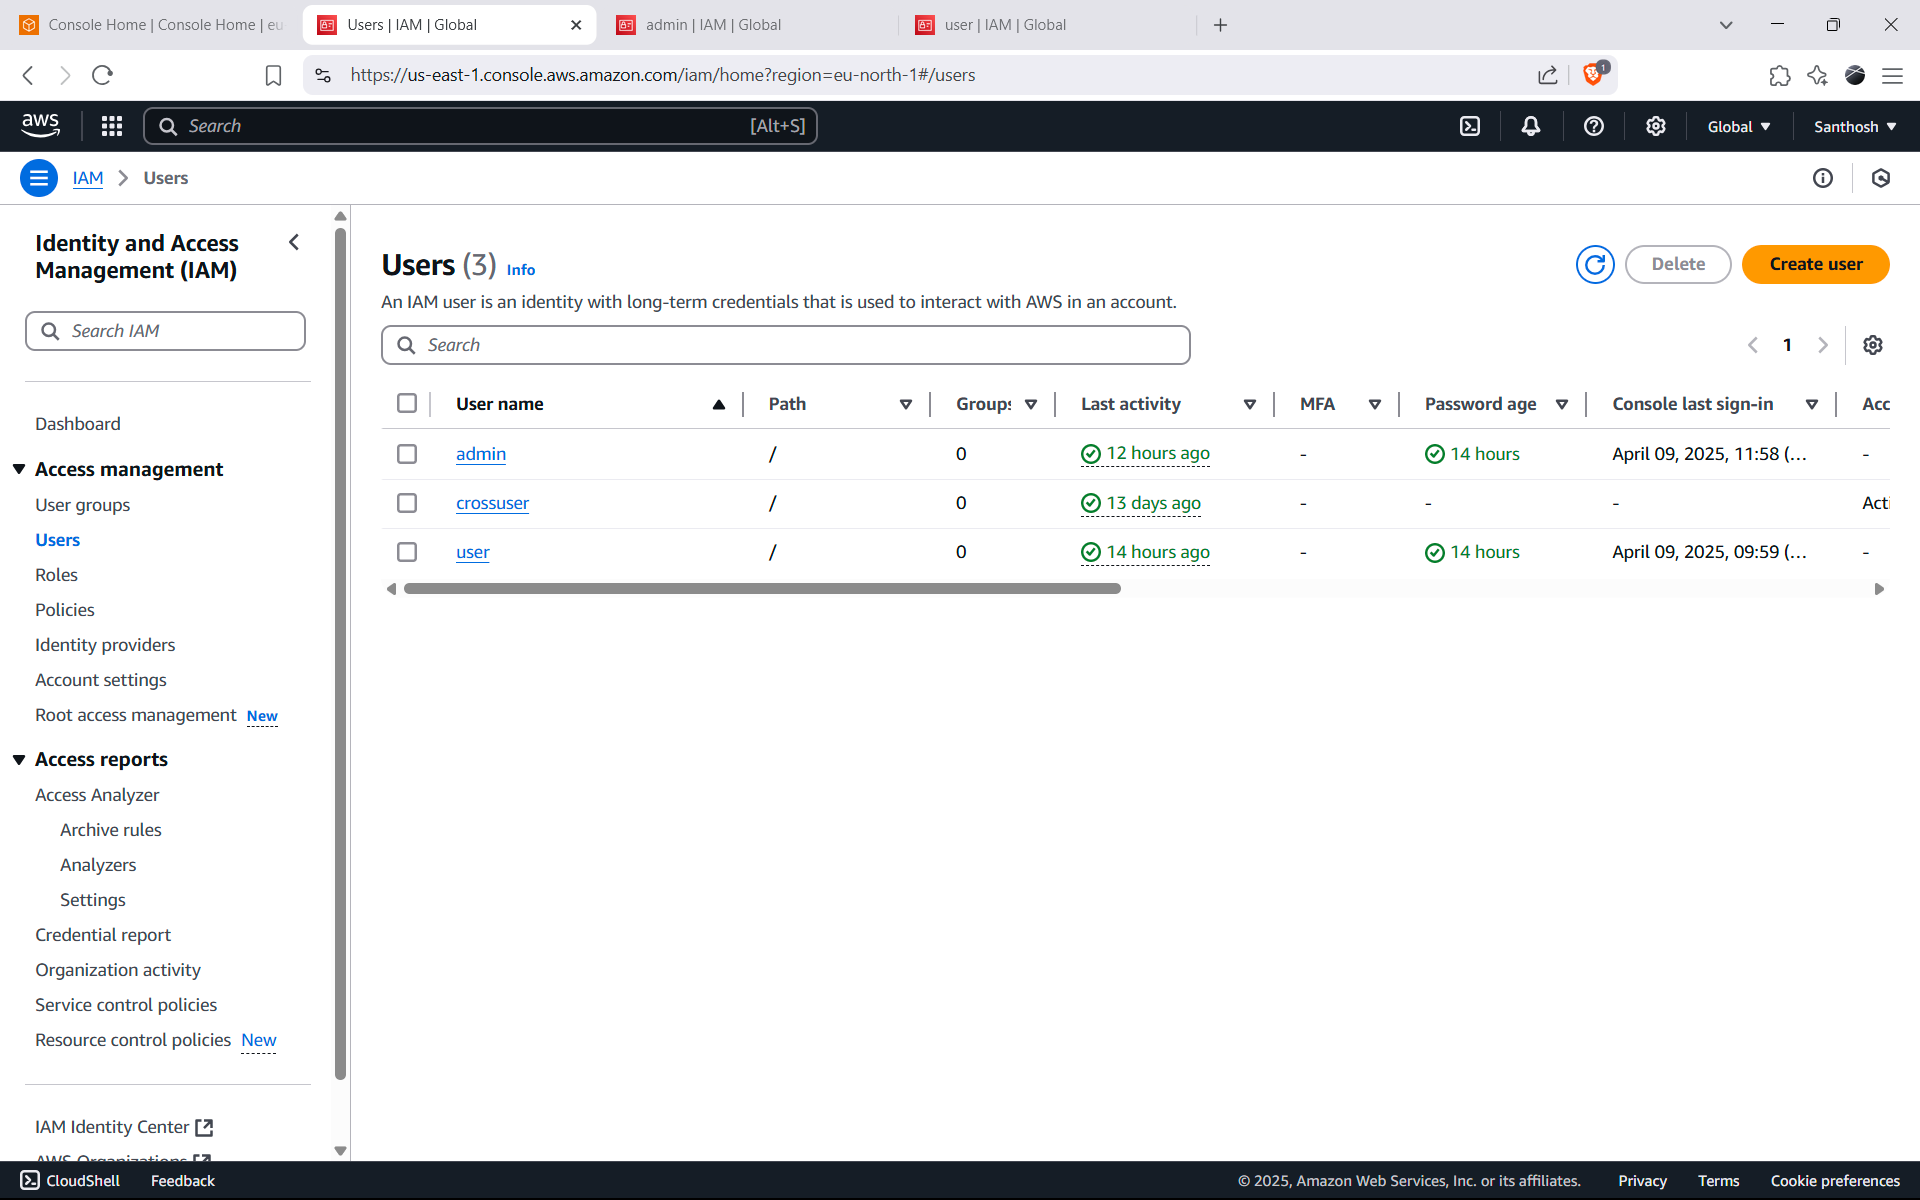 Console Home | Console Home | eu
Users | IAM | Global
admin | IAM | Global
user | IAM | Global
https://us-east-1.console.aws.amazon.com/iam/home?region=eu-north-1#/users
1
aws
Search
[Alt+S]
Global
Santhosh
IAM
Users
Identity and Access
Management (IAM)
Search IAM
Dashboard
Access management
User groups
Users
Roles
Policies
Identity providers
Account settings
Root access management New
Access reports
Access Analyzer
Archive rules
Analyzers
Settings
Credential report
Organization activity
Service control policies
Resource control policies New
IAM Identity Center
AWS Organizations
Users (3) Info
Delete
Create user
An IAM user is an identity with long-term credentials that is used to interact with AWS in an account.
Search
1
User name Path Groups Last activity MFA Password age Console last sign-in Acc
admin / 0 12 hours ago - 14 hours April 09, 2025, 11:58 (... -
crossuser / 0 13 days ago - - - Acti
user / 0 14 hours ago - 14 hours April 09, 2025, 09:59 (... -
CloudShell Feedback © 2025, Amazon Web Services, Inc. or its affiliates. Privacy Terms Cookie preferences